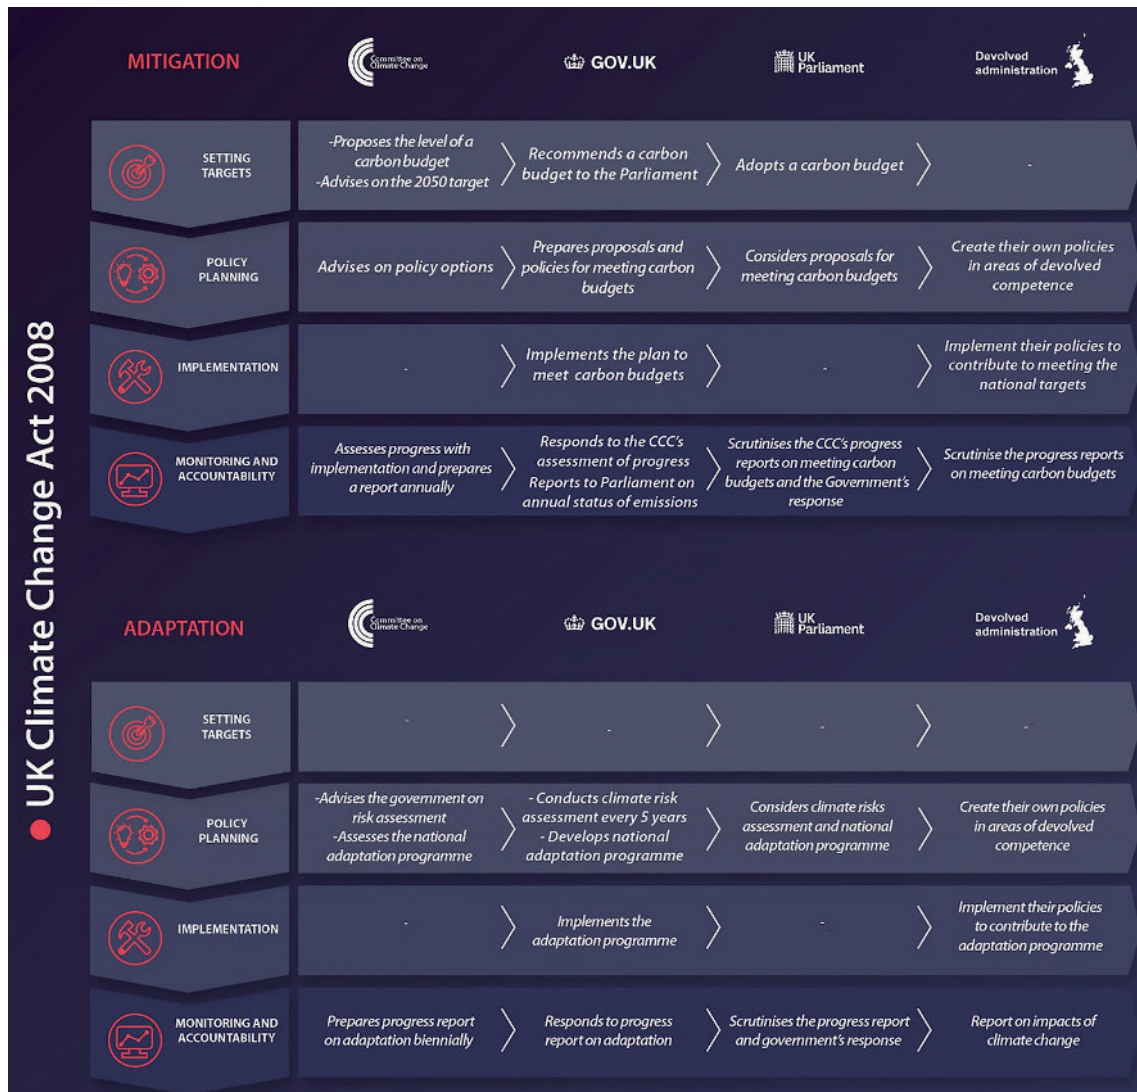 UK Climate Change Act 2008
MITIGATION
Committee on
Climate Change
GOV.UK
UK
Parliament
Devolved
administration
SETTING
TARGETS
-Proposes the level of a
carbon budget
-Advises on the 2050 target
Recommends a carbon
budget to the Parliament
Adopts a carbon budget
-
POLICY
PLANNING
Advises on policy options
Prepares proposals and
policies for meeting carbon
budgets
Considers proposals for
meeting carbon budgets
Create their own policies
in areas of devolved
competence
IMPLEMENTATION
-
Implements the plan to
meet carbon budgets
-
Implement their policies to
contribute to meeting the
national targets
MONITORING AND
ACCOUNTABILITY
Assesses progress with
implementation and prepares
a report annually
Responds to the CCC's
assessment of progress
Reports to Parliament on
annual status of emissions
Scrutinises the CCC's progress
reports on meeting carbon
budgets and the Government's
response
Scrutinise the progress reports
on meeting carbon budgets
ADAPTATION
Committee on
Climate Change
GOV.UK
UK
Parliament
Devolved
administration
SETTING
TARGETS
-
-
-
-
POLICY
PLANNING
-Advises the government on
risk assessment
-Assesses the national
adaptation programme
- Conducts climate risk
assessment every 5 years
- Develops national
adaptation programme
Considers climate risks
assessment and national
adaptation programme
Create their own policies
in areas of devolved
competence
IMPLEMENTATION
-
Implements the
adaptation programme
-
Implement their policies
to contribute to the
adaptation programme
MONITORING AND
ACCOUNTABILITY
Prepares progress report
on adaptation biennially
Responds to progress
report on adaptation
Scrutinises the progress report
and government's response
Report on impacts of
climate change